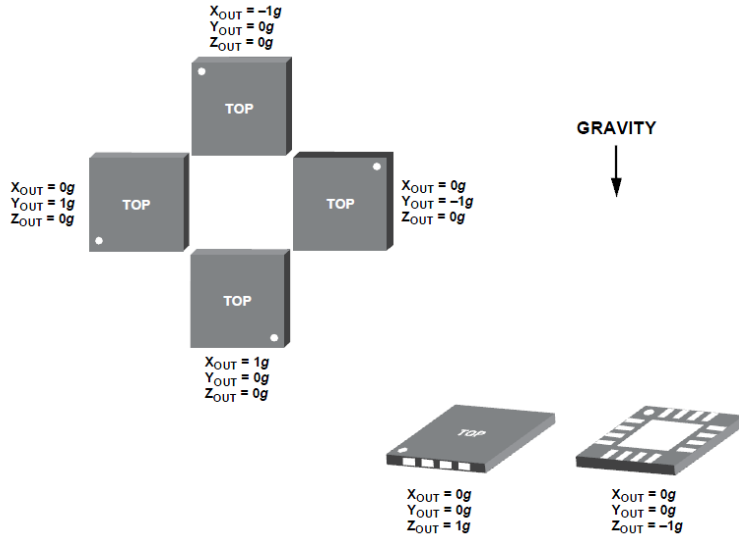 XOUT = –1g
YOUT = 0g
ZOUT = 0g
TOP
GRAVITY
XOUT = 0g
YOUT = 1g
ZOUT = 0g
TOP
TOP
XOUT = 0g
YOUT = –1g
ZOUT = 0g
TOP
XOUT = 1g
YOUT = 0g
ZOUT = 0g
TOP
XOUT = 0g
YOUT = 0g
ZOUT = 1g
XOUT = 0g
YOUT = 0g
ZOUT = –1g